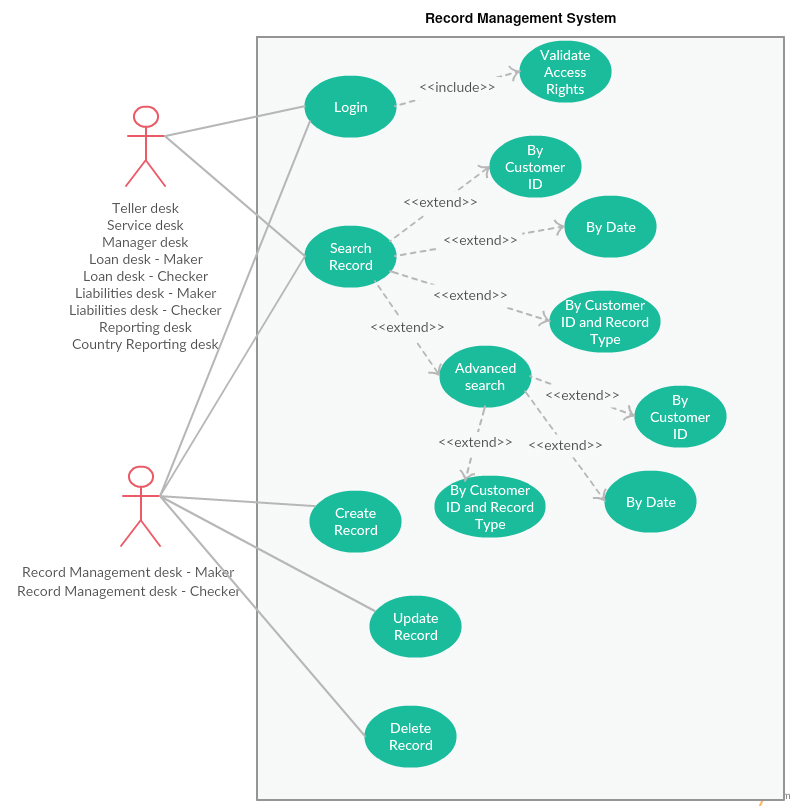 Record Management System
Validate
Access
Rights
<<include>>
Login
By
Customer
ID
<<extend>>
Teller desk
Service desk
Manager desk
Loan desk - Maker
Loan desk - Checker
Liabilities desk - Maker
Liabilities desk - Checker
Reporting desk
Country Reporting desk
By Date
<<extend>>
Search
Record
<<extend>>
By Customer
ID and Record
Type
<<extend>>
Advanced
search
<<extend>>
By
Customer
ID
<<extend>>
<<extend>>
By Customer
ID and Record
Type
By Date
Create
Record
Record Management desk - Maker
Record Management desk - Checker
Update
Record
Delete
Record